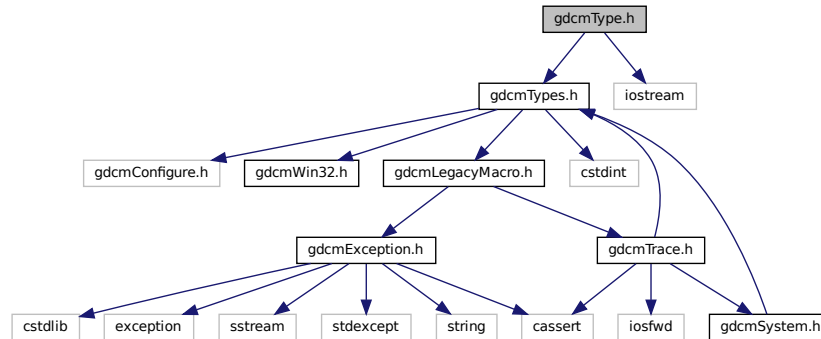 gdcmType.h
gdcmTypes.h
iostream
gdcmConfigure.h
gdcmWin32.h
gdcmLegacyMacro.h
cstdint
gdcmException.h
gdcmTrace.h
cstdlib
exception
sstream
stdexcept
string
cassert
iosfwd
gdcmSystem.h